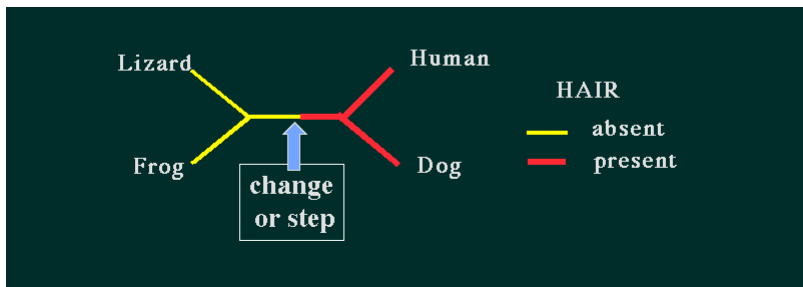 Lizard
Human
HAIR
absent
present
Frog
Dog
change
or step